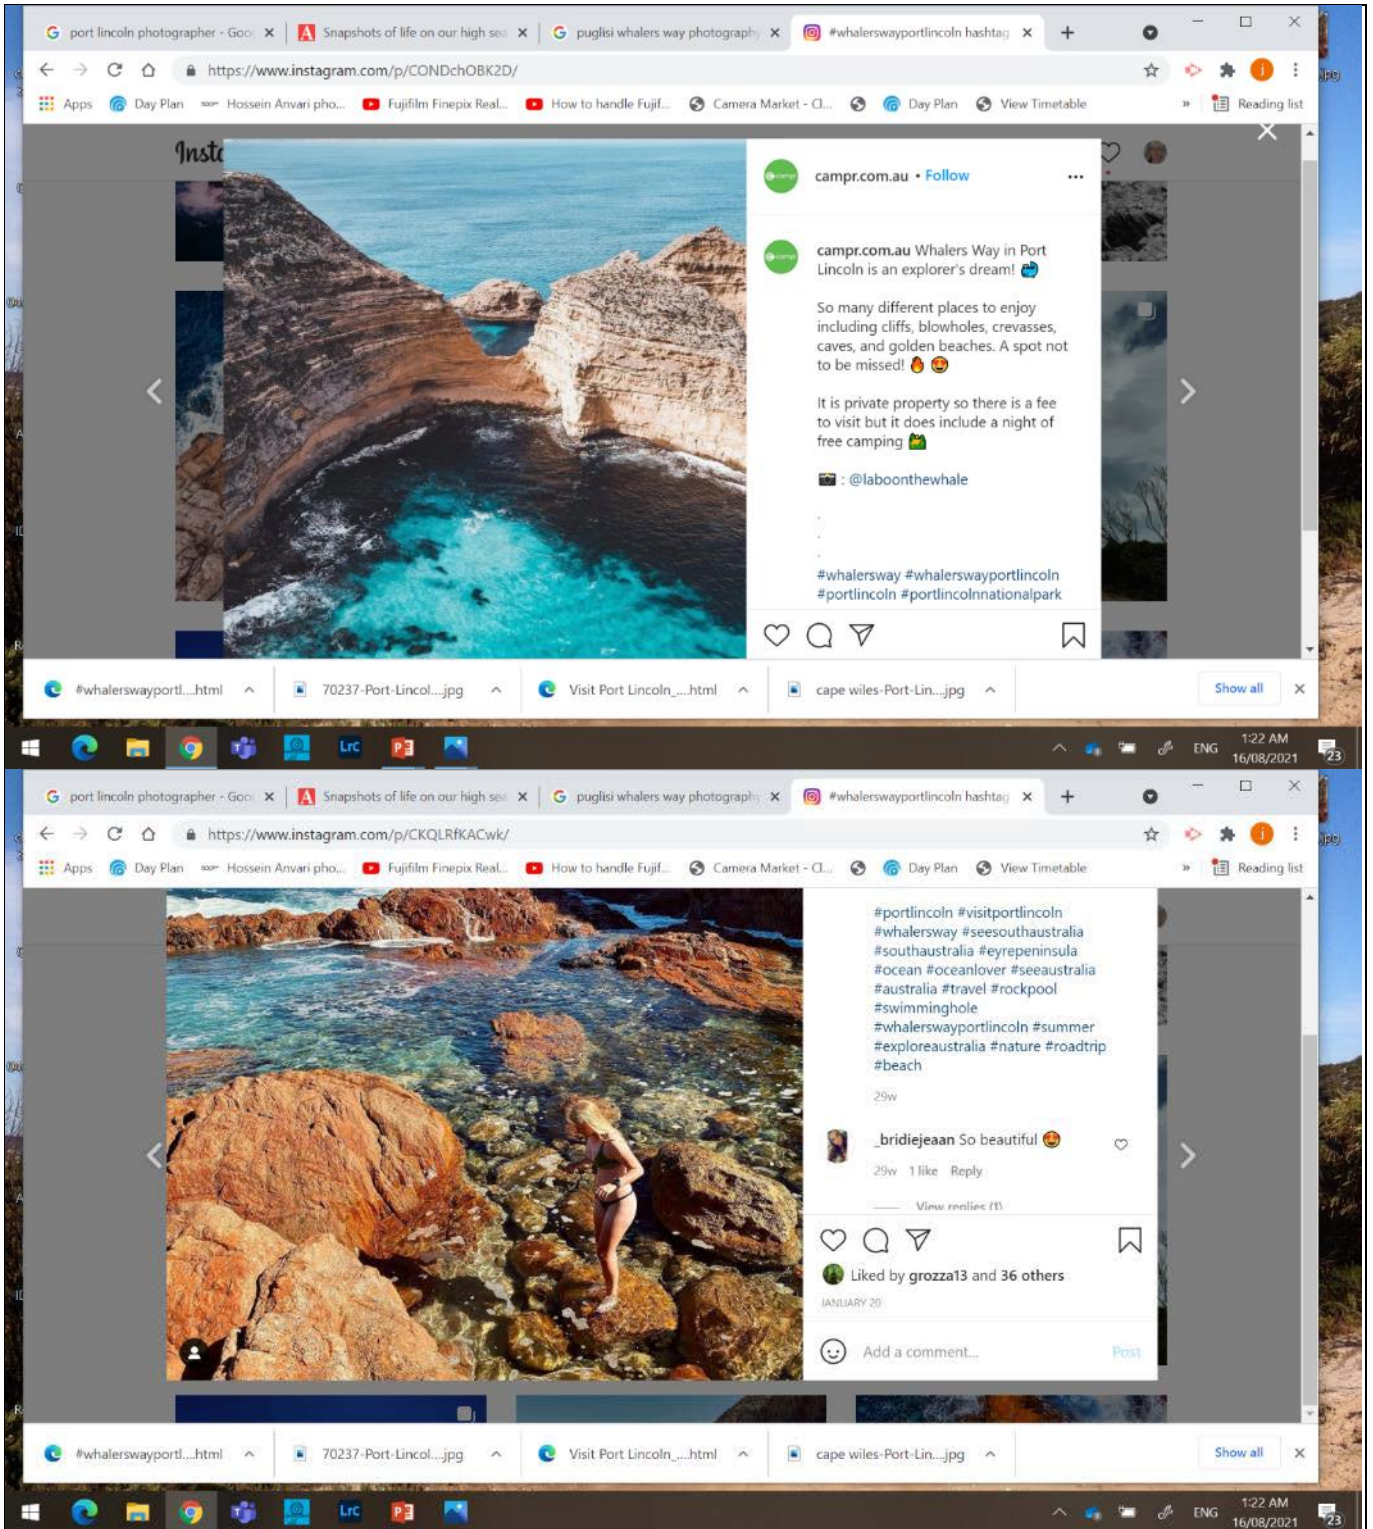 port lincoln photographer - Goo
Snapshots of life on our high sea
puglisi whalers way photography
#whalerswayportlincoln hashtag
https://www.instagram.com/p/CONDchOBK2D/
Apps
Day Plan
Hossein Anvari pho...
Fujifilm Finepix Real...
How to handle Fujif...
Camera Market - Cl...
Day Plan
View Timetable
»
Reading list
Insta
campr.com.au • Follow
campr.com.au Whalers Way in Port
Lincoln is an explorer's dream!
So many different places to enjoy
including cliffs, blowholes, crevasses,
caves, and golden beaches. A spot not
to be missed! 🔥 😍
It is private property so there is a fee
to visit but it does include a night of
free camping
📸 : @laboonthewhale
.
.
.
#whalersway #whalerswayportlincoln
#portlincoln #portlincolnnationalpark
#whalerswayportl....html
70237-Port-Lincol....jpg
Visit Port Lincoln_....html
cape wiles-Port-Lin....jpg
Show all
Lrc
ENG
1:22 AM
16/08/2021
23
port lincoln photographer - Goo
Snapshots of life on our high sea
puglisi whalers way photography
#whalerswayportlincoln hashtag
https://www.instagram.com/p/CKQLRfKACwk/
Apps
Day Plan
Hossein Anvari pho...
Fujifilm Finepix Real...
How to handle Fujif...
Camera Market - Cl...
Day Plan
View Timetable
»
Reading list
#portlincoln #visitportlincoln
#whalersway #seesouthaustralia
#southaustralia #eyrepeninsula
#ocean #oceanlover #seeaustralia
#australia #travel #rockpool
#swimminghole
#whalerswayportlincoln #summer
#exploreaustralia #nature #roadtrip
#beach
29w
_bridiejeaan So beautiful 😍
29w 1 like Reply
View replies (1)
Liked by grozza13 and 36 others
JANUARY 20
Add a comment...
Post
#whalerswayportl....html
70237-Port-Lincol....jpg
Visit Port Lincoln_....html
cape wiles-Port-Lin....jpg
Show all
Lrc
ENG
1:22 AM
16/08/2021
23